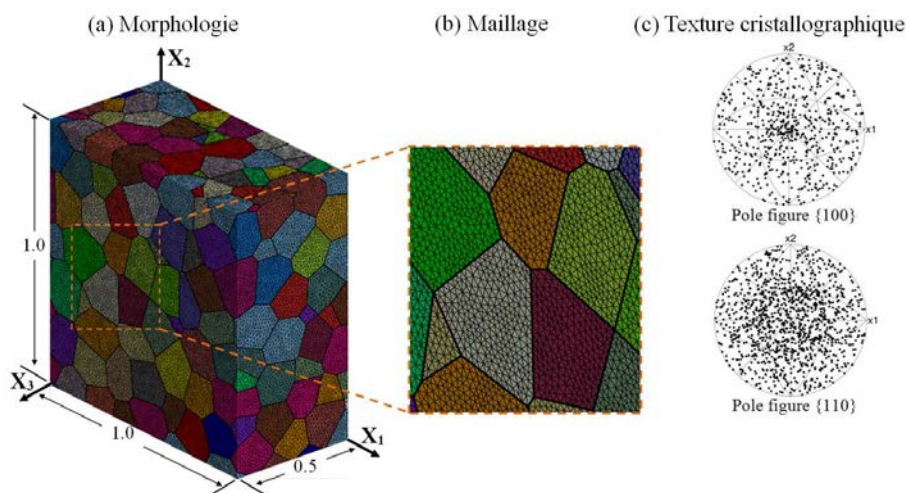 (a) Morphologie
(b) Maillage
(c) Texture cristallographique
X2
1.0
X3
1.0
0.5
X1
x2
x1
Pole figure {100}
x2
x1
Pole figure {110}